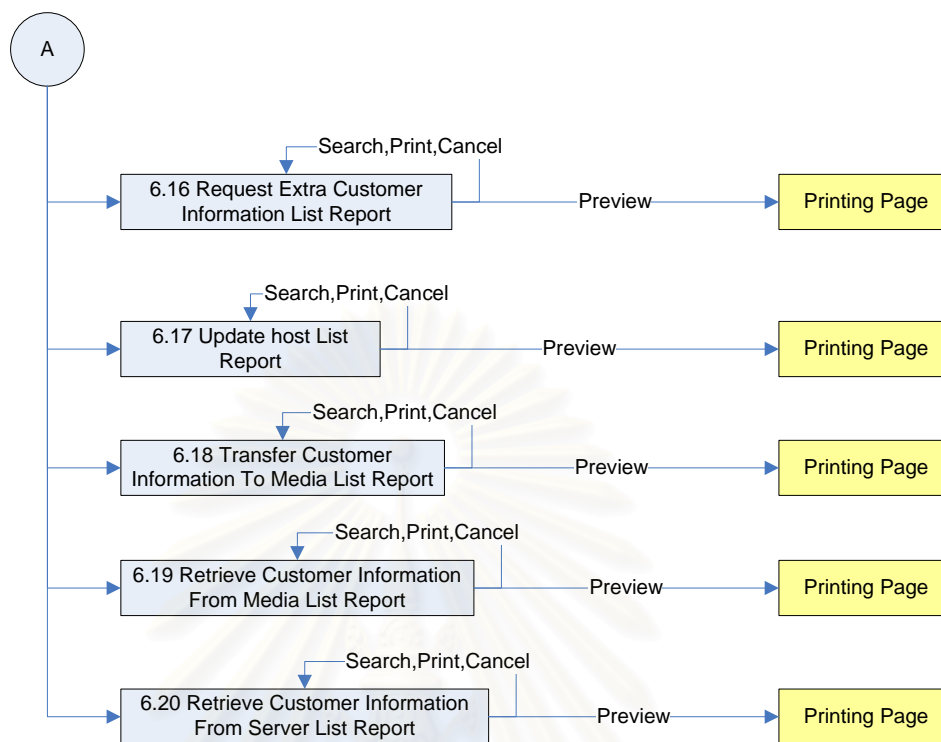 A
Search,Print,Cancel
6.16 Request Extra Customer
Information List Report
Preview
Printing Page
Search,Print,Cancel
6.17 Update host List
Report
Preview
Printing Page
Search,Print,Cancel
6.18 Transfer Customer
Information To Media List Report
Preview
Printing Page
Search,Print,Cancel
6.19 Retrieve Customer Information
From Media List Report
Preview
Printing Page
Search,Print,Cancel
6.20 Retrieve Customer Information
From Server List Report
Preview
Printing Page